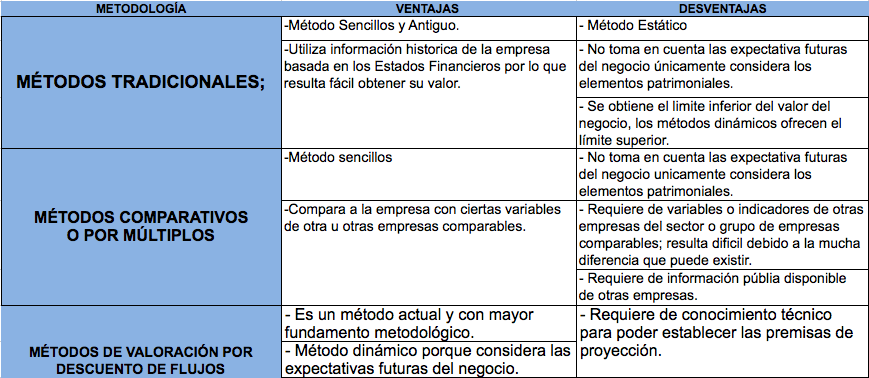 METODOLOGÍA
VENTAJAS
DESVENTAJAS
MÉTODOS TRADICIONALES;
-Método Sencillos y Antiguo.
-Utiliza información historica de la empresa
basada en los Estados Financieros por lo que
resulta fácil obtener su valor.
- Método Estático
- No toma en cuenta las expectativa futuras
del negocio únicamente considera los
elementos patrimoniales.
- Se obtiene el limite inferior del valor del
negocio, los métodos dinámicos ofrecen el
límite superior.
MÉTODOS COMPARATIVOS
O POR MÚLTIPLOS
-Método sencillos
-Compara a la empresa con ciertas variables
de otra u otras empresas comparables.
- No toma en cuenta las expectativa futuras
del negocio unicamente considera los
elementos patrimoniales.
- Requiere de variables o indicadores de otras
empresas del sector o grupo de empresas
comparables; resulta dificil debido a la mucha
diferencia que puede existir.
- Requiere de información públia disponible
de otras empresas.
MÉTODOS DE VALORACIÓN POR
DESCUENTO DE FLUJOS
- Es un método actual y con mayor
fundamento metodológico.
- Método dinámico porque considera las
expectativas futuras del negocio.
- Requiere de conocimiento técnico
para poder establecer las premisas de
proyección.